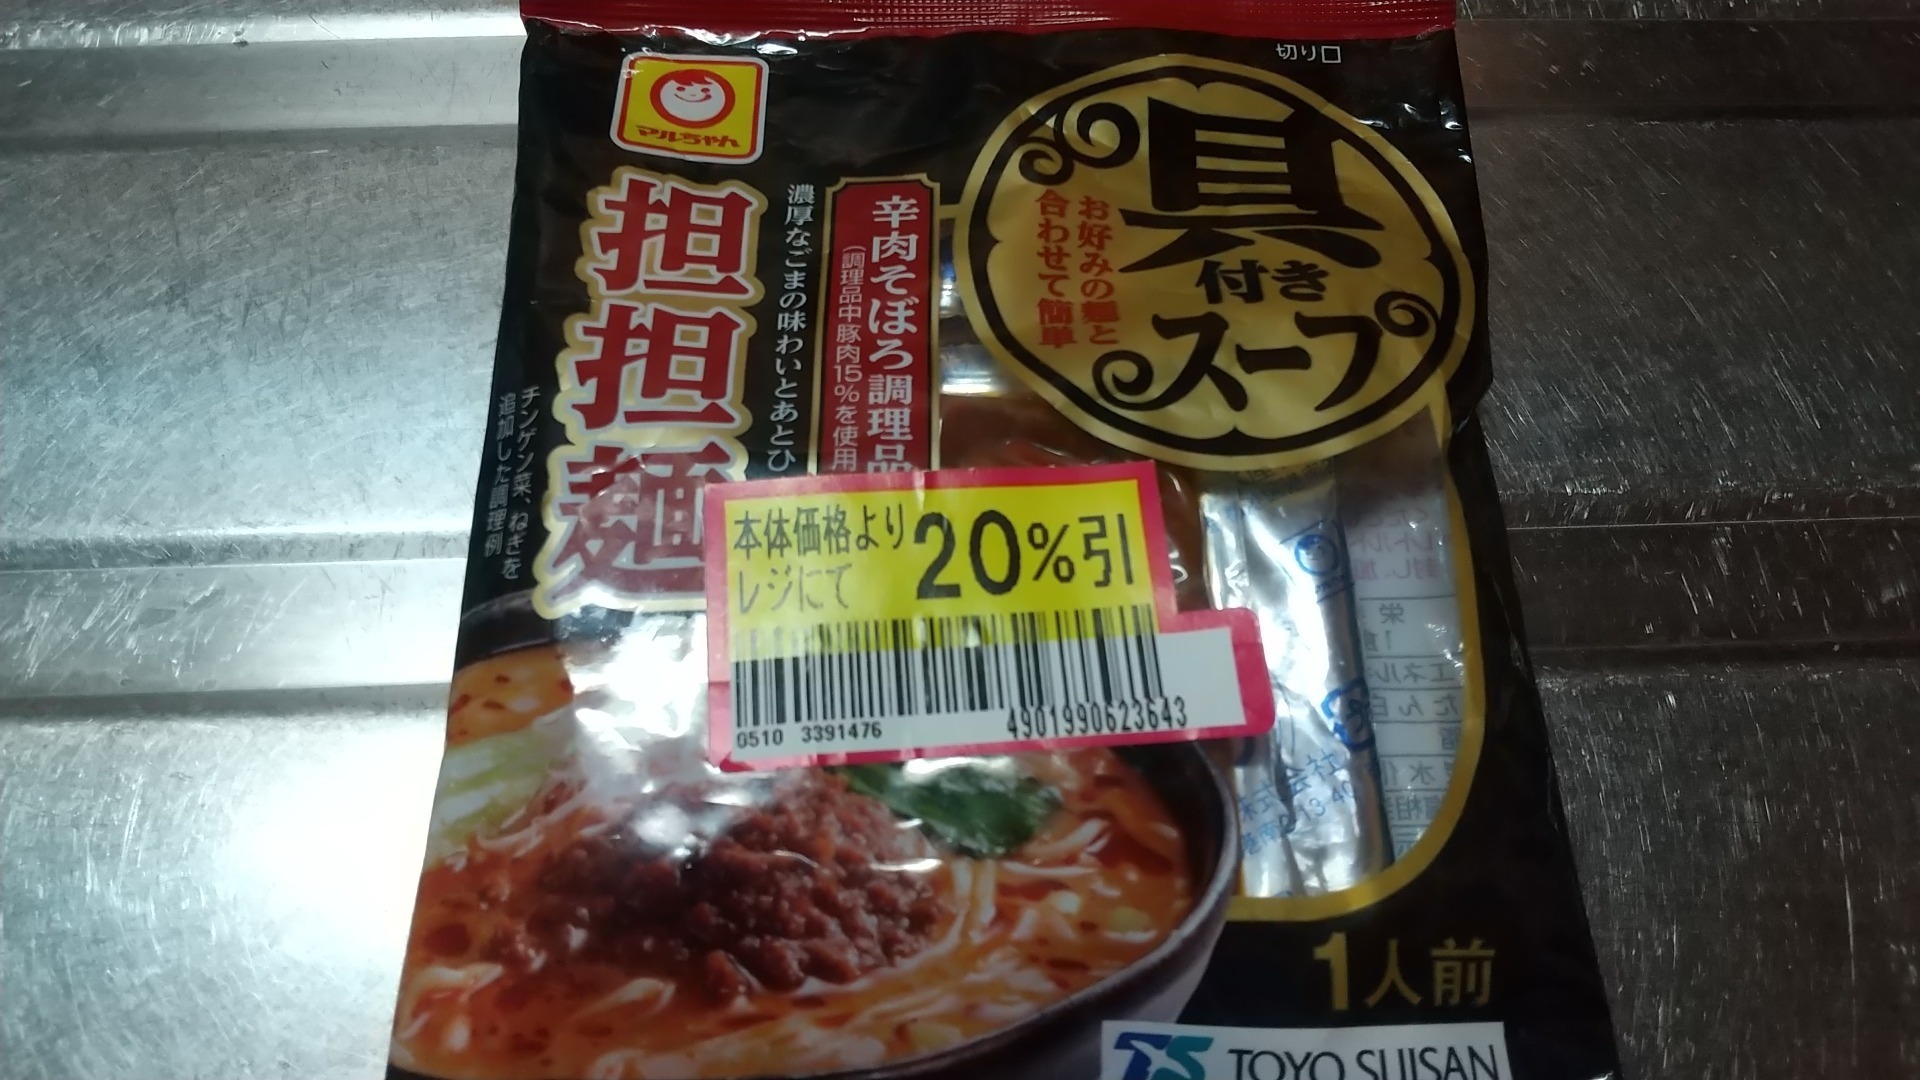 切り口
マルちゃん
具
付き
スープ
お好みの麺と
合わせて簡単
辛肉そぼろ調理品
(調理品中豚肉15%を使用
濃厚なごまの味わいとあとひ
担担麺
チンゲン菜、ねぎを
追加した調理例
本体価格より
レジにて
20%引
0510 3391476
4901990623643
株式会社
1人前
TS TOYO SUISAN